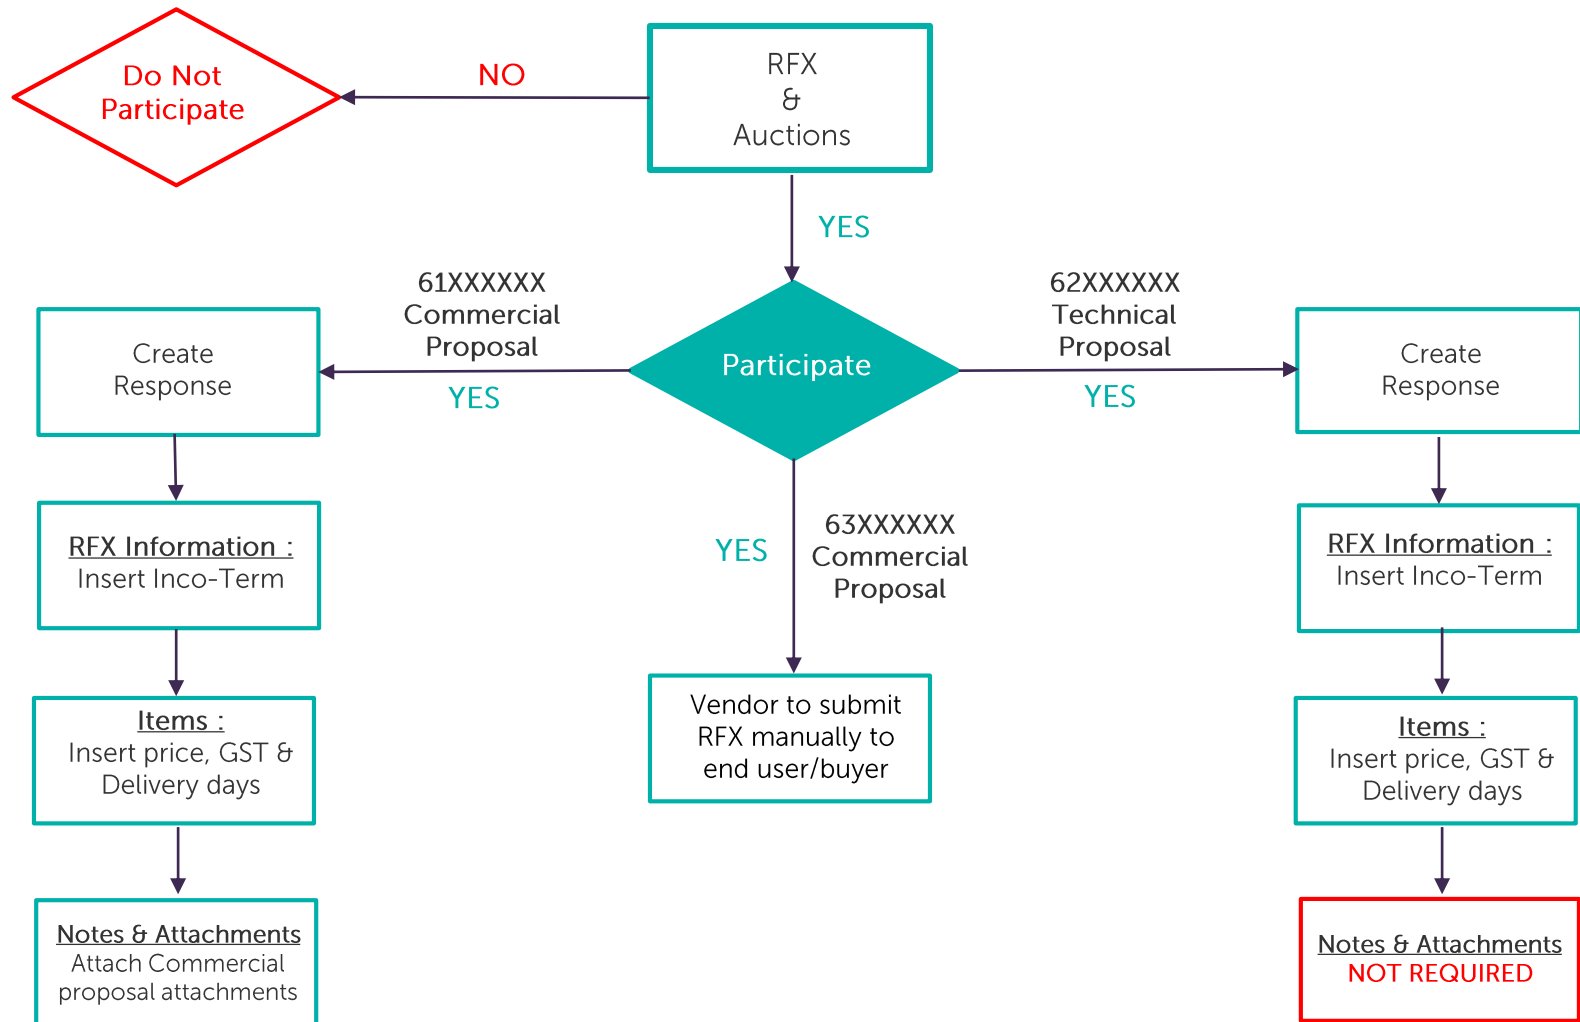 Do Not
Participate
NO
RFX
&
Auctions
YES
61XXXXXX
Commercial
Proposal
YES
62XXXXXX
Technical
Proposal
YES
Participate
Create
Response
Create
Response
RFX Information :
Insert Inco-Term
YES
63XXXXXX
Commercial
Proposal
RFX Information :
Insert Inco-Term
Items :
Insert price, GST &
Delivery days
Vendor to submit
RFX manually to
end user/buyer
Items :
Insert price, GST &
Delivery days
Notes & Attachments
Attach Commercial
proposal attachments
Notes & Attachments
NOT REQUIRED